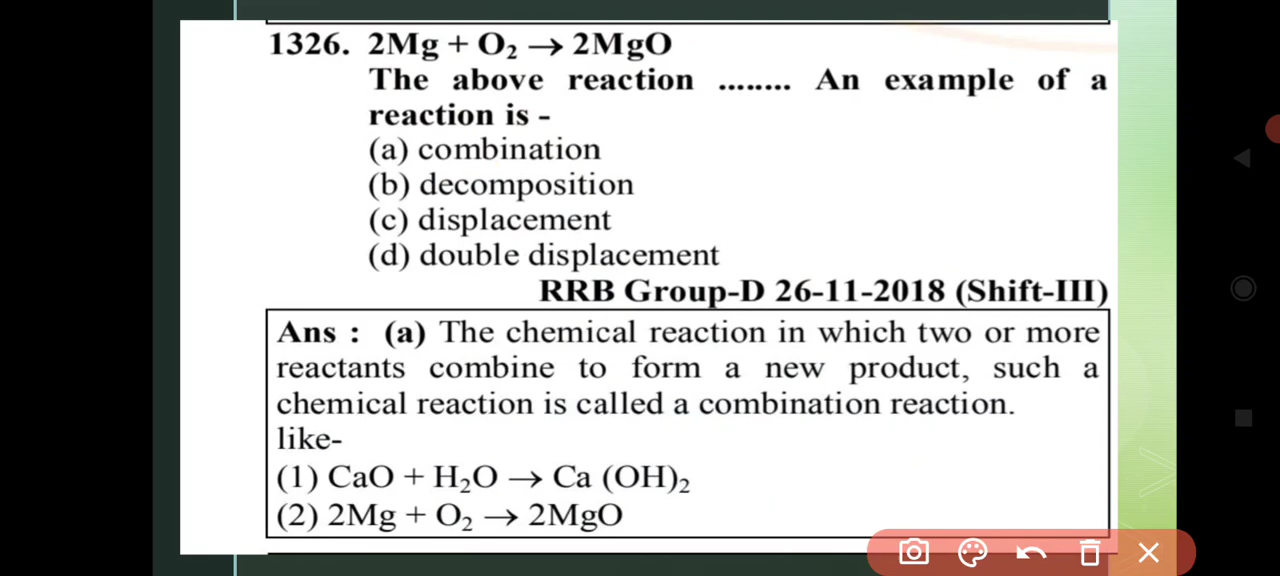 1326. 2Mg + O₂ → 2MgO
The above reaction ........ An example of a
reaction is -
(a) combination
(b) decomposition
(c) displacement
(d) double displacement
RRB Group-D 26-11-2018 (Shift-III)
Ans : (a) The chemical reaction in which two or more
reactants combine to form a new product, such a
chemical reaction is called a combination reaction.
like-
(1) CaO + H₂O → Ca (OH)₂
(2) 2Mg + O₂ → 2MgO